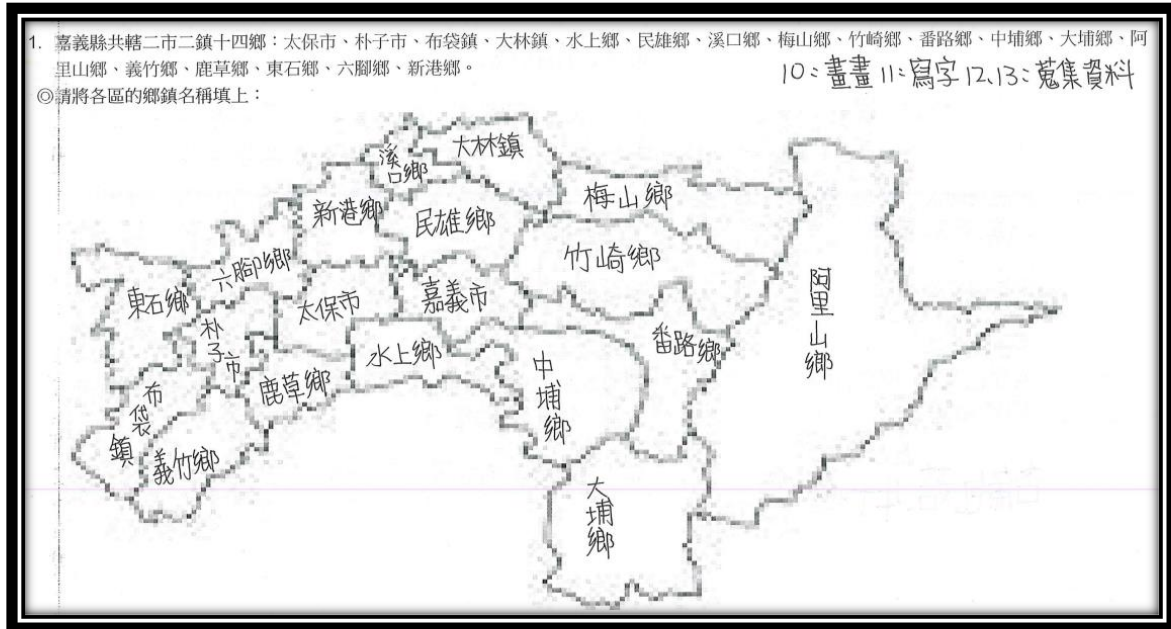 1. 嘉義縣共轄二市二鎮十四鄉：太保市、朴子市、布袋鎮、大林鎮、水上鄉、民雄鄉、溪口鄉、梅山鄉、竹崎鄉、番路鄉、中埔鄉、大埔鄉、阿
里山鄉、義竹鄉、鹿草鄉、東石鄉、六腳鄉、新港鄉。
10：畫畫 11：寫字 12、13：蒐集資料
◎請將各區的鄉鎮名稱填上：
大林鎮
溪口鄉
梅山鄉
新港鄉
民雄鄉
竹崎鄉
六腳鄉
阿里山鄉
東石鄉
太保市
嘉義市
朴子市
番路鄉
水上鄉
中埔鄉
鹿草鄉
布袋鎮
義竹鄉
大埔鄉